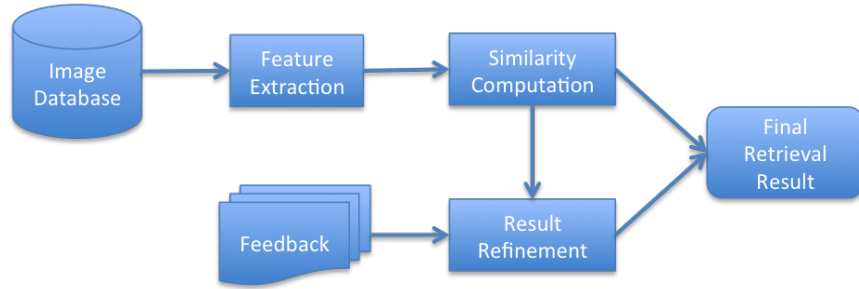 Image
Database
Feature
Extraction
Similarity
Computation
Final
Retrieval
Result
Feedback
Result
Refinement